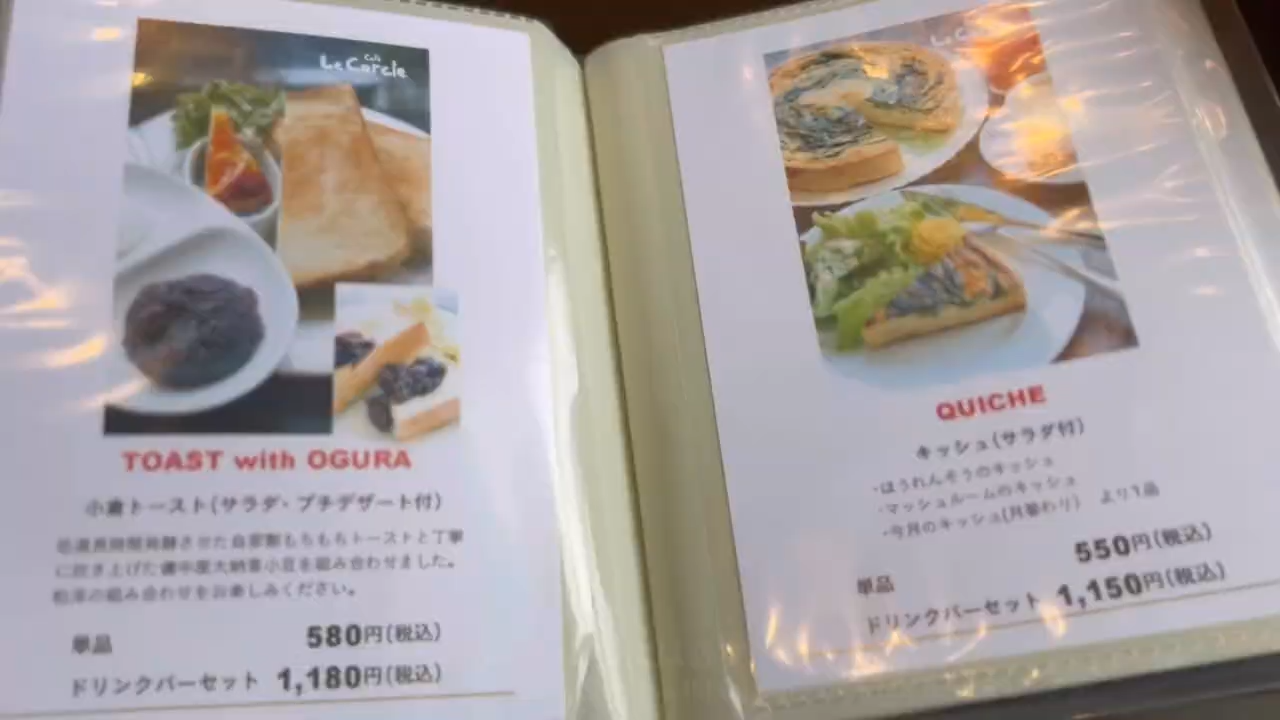 Café
Le Cercle
TOAST with OGURA
小倉トースト(サラダ・プチデザート付)
低温長時間発酵させた自家製もちもちトーストと丁寧
に炊き上げた備中産大納言小豆を組み合わせました。
和洋の組み合わせをお楽しみください。
単品 580円(税込)
ドリンクバーセット 1,180円(税込)
Le C
QUICHE
キッシュ(サラダ付)
・ほうれんそうのキッシュ
・マッシュルームのキッシュ
・今月のキッシュ(月替わり) より1品
単品 550円(税込)
ドリンクバーセット 1,150円(税込)